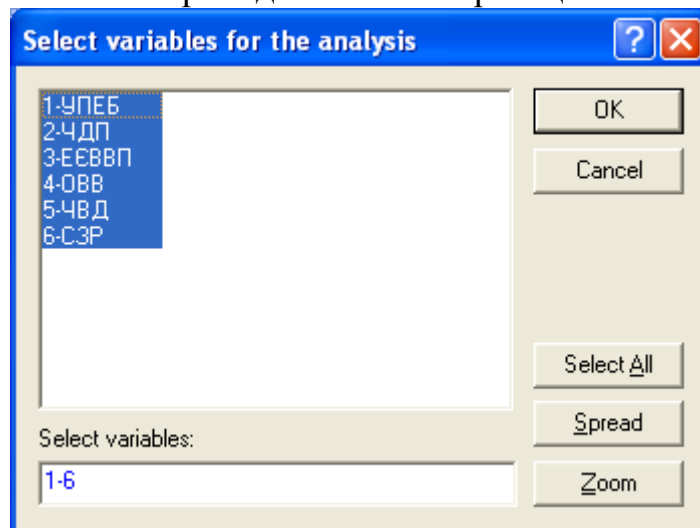 Select variables for the analysis
1-УПЕБ
2-ЧДП
3-ЕЄВВП
4-ОВВ
5-ЧВД
6-СЗР
OK
Cancel
Select All
Spread
Zoom
Select variables:
1-6